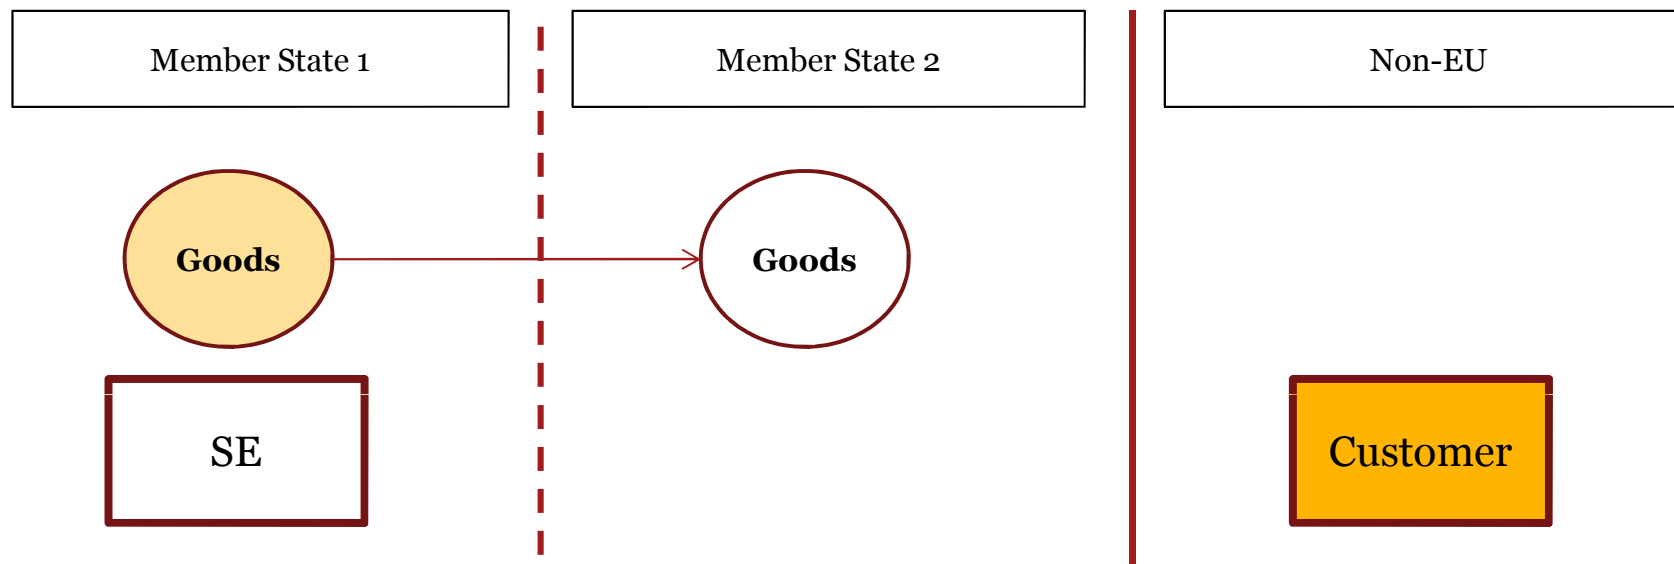 Member State 1
Member State 2
Non-EU
Goods
Goods
SE
Customer